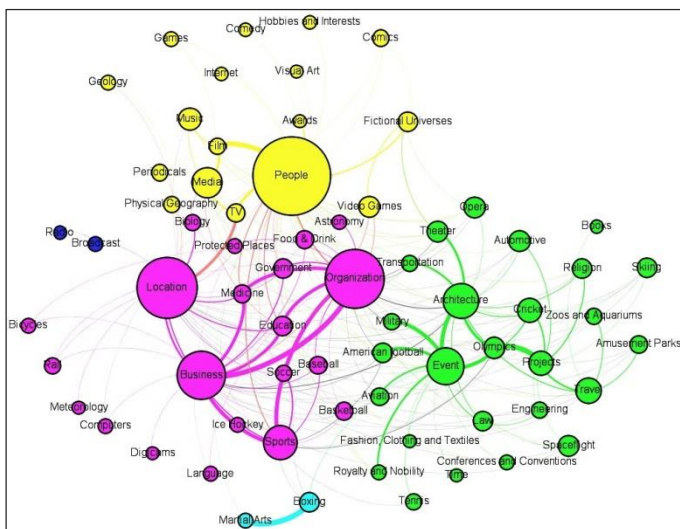 Hobbies and Interests
Comedy
Games
Comics
Internet
Visual Art
Geology
Music
Awards
Fictional Universes
Film
Periodicals
Media
People
Physical Geography
TV
Video Games
Opera
Biology
Astronomy
Theater
Books
Radio
Broadcast
Protected Places
Food & Drink
Automotive
Government
Transportation
Religion
Skiing
Location
Medicine
Organization
Architecture
Cricket
Zoos and Aquariums
Bicycles
Education
Military
Olympics
Amusement Parks
Rail
Business
Soccer
Baseball
American football
Event
Projects
Aviation
Travel
Meteorology
Computers
Ice Hockey
Basketball
Law
Engineering
Digicams
Sports
Fashion, Clothing and Textiles
Spaceflight
Language
Royalty and Nobility
Conferences and Conventions
Time
Boxing
Tennis
Martial Arts